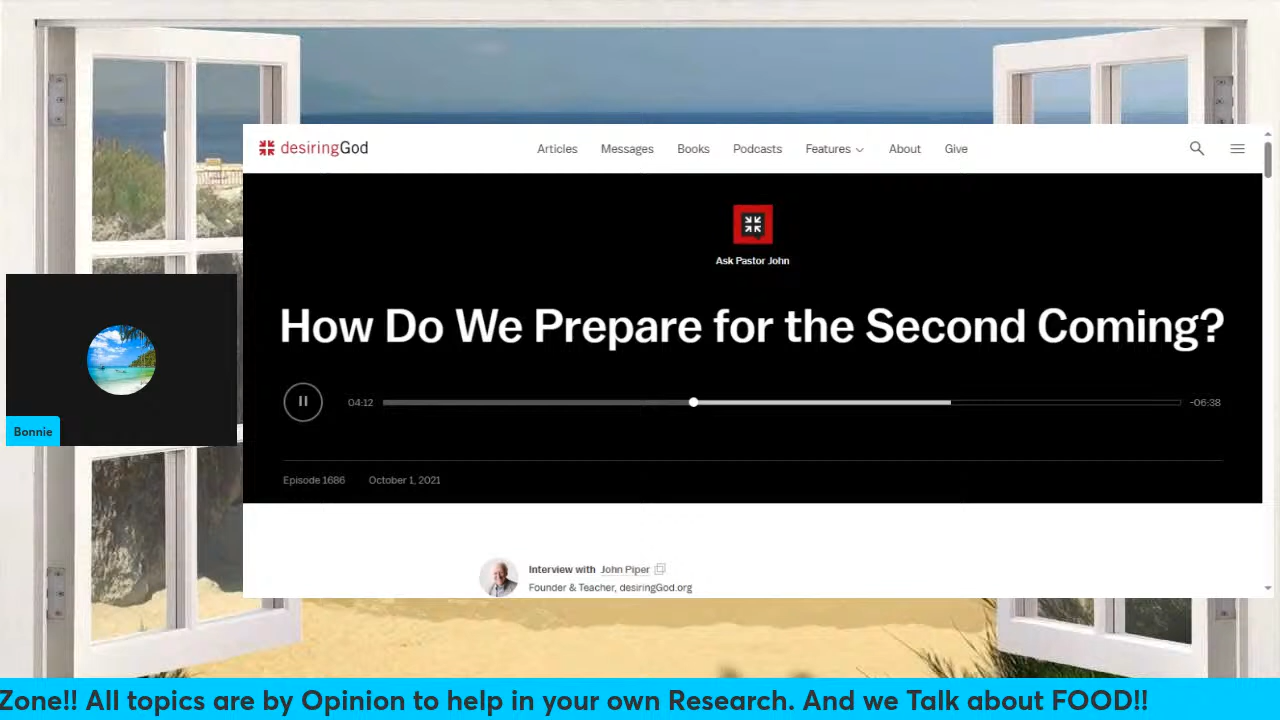 desiringGod
Articles Messages Books Podcasts Features About Give
Ask Pastor John
How Do We Prepare for the Second Coming?
04:12 -06:38
Episode 1686 October 1, 2021
Bonnie
Interview with John Piper
Founder & Teacher, desiringGod.org
Zone!! All topics are by Opinion to help in your own Research. And we Talk about FOOD!!